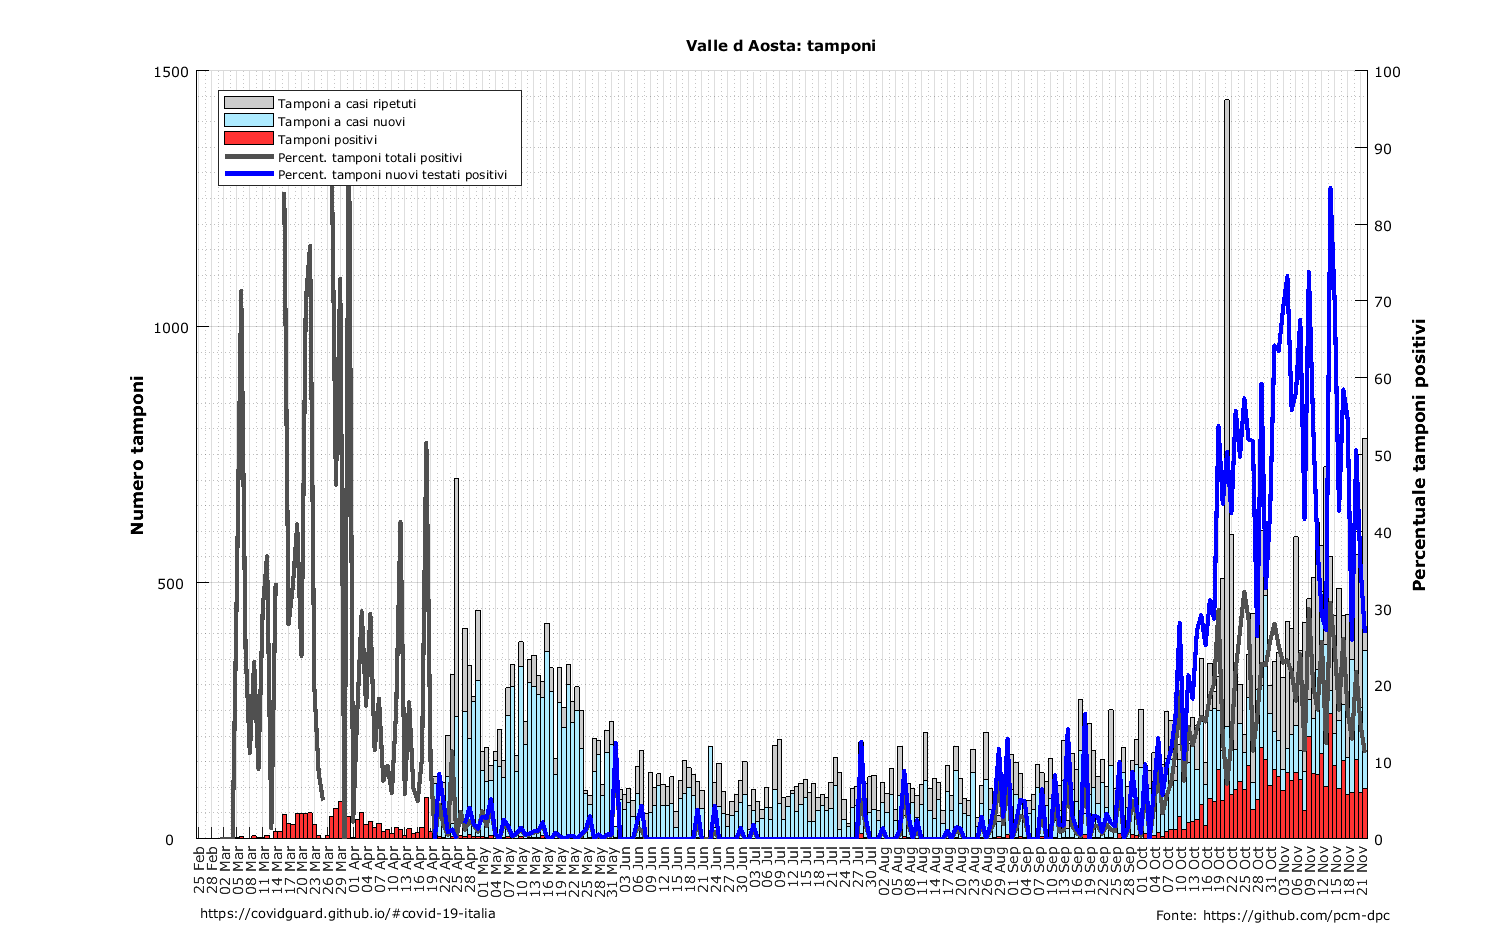 Valle d Aosta: tamponi
Tamponi a casi ripetuti
Tamponi a casi nuovi
Tamponi positivi
Percent. tamponi totali positivi
Percent. tamponi nuovi testati positivi
Numero tamponi
1500
1000
500
0
Percentuale tamponi positivi
100
90
80
70
60
50
40
30
20
10
0
25 Feb
28 Feb
02 Mar
05 Mar
08 Mar
11 Mar
14 Mar
17 Mar
20 Mar
23 Mar
26 Mar
29 Mar
01 Apr
04 Apr
07 Apr
10 Apr
13 Apr
16 Apr
19 Apr
22 Apr
25 Apr
28 Apr
01 May
04 May
07 May
10 May
13 May
16 May
19 May
22 May
25 May
28 May
31 May
03 Jun
06 Jun
09 Jun
12 Jun
15 Jun
18 Jun
21 Jun
24 Jun
27 Jun
30 Jun
03 Jul
06 Jul
09 Jul
12 Jul
15 Jul
18 Jul
21 Jul
24 Jul
27 Jul
30 Jul
02 Aug
05 Aug
08 Aug
11 Aug
14 Aug
17 Aug
20 Aug
23 Aug
26 Aug
29 Aug
01 Sep
04 Sep
07 Sep
10 Sep
13 Sep
16 Sep
19 Sep
22 Sep
25 Sep
28 Sep
01 Oct
04 Oct
07 Oct
10 Oct
13 Oct
16 Oct
19 Oct
22 Oct
25 Oct
28 Oct
31 Oct
03 Nov
06 Nov
09 Nov
12 Nov
15 Nov
18 Nov
21 Nov
https://covidguard.github.io/#covid-19-italia
Fonte: https://github.com/pcm-dpc